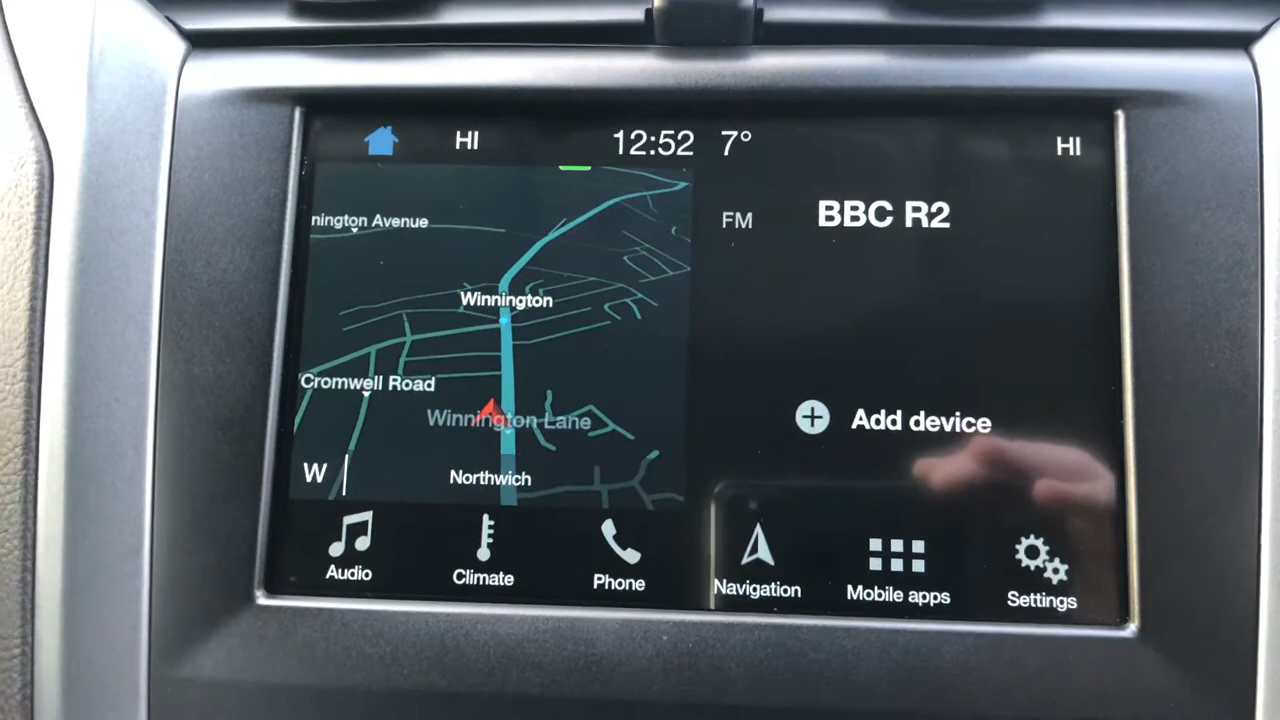 HI 12:52 7° HI
nington Avenue
FM BBC R2
Winnington
Cromwell Road
Winnington Lane
Add device
W
Northwich
Audio Climate Phone Navigation Mobile apps Settings